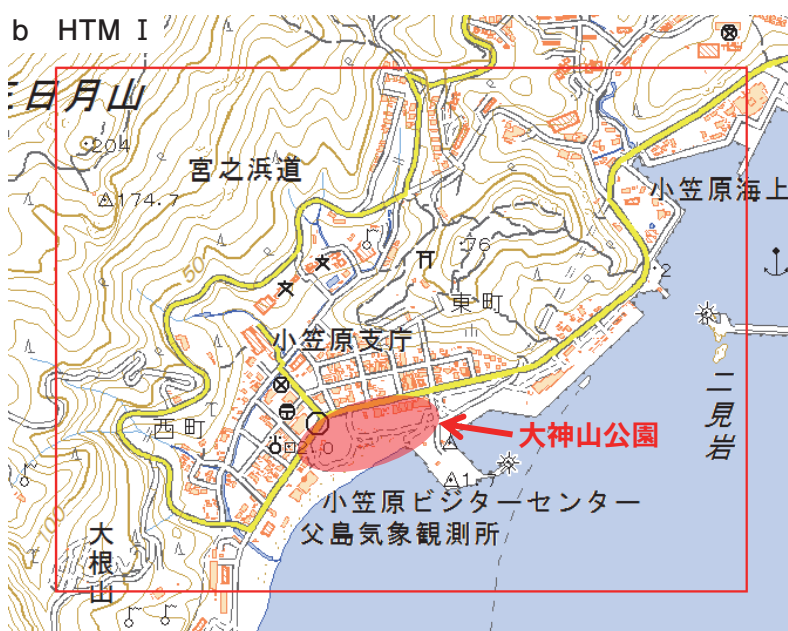 b HTM I
三日月山
204
宮之浜道
174.7
小笠原海上
50
76
2
東町
小笠原支庁
二見岩
西町
2.0
大神山公園
1.7
小笠原ビジターセンター
父島気象観測所
100
大根山